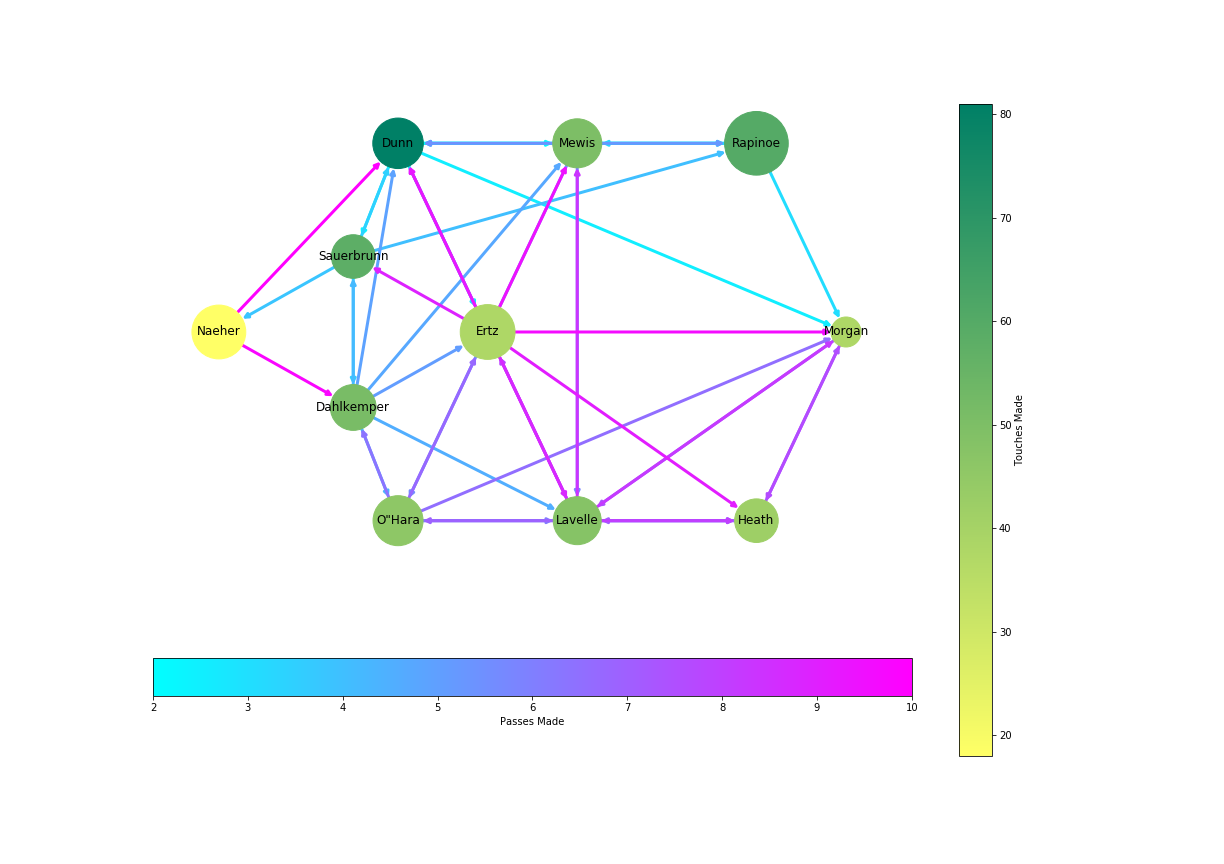 Dunn
Mewis
Rapinoe
Sauerbrunn
Naeher
Ertz
Morgan
Dahlkemper
O"Hara
Lavelle
Heath
80
70
60
50
40
30
20
Touches Made
2 3 4 5 6 7 8 9 10
Passes Made